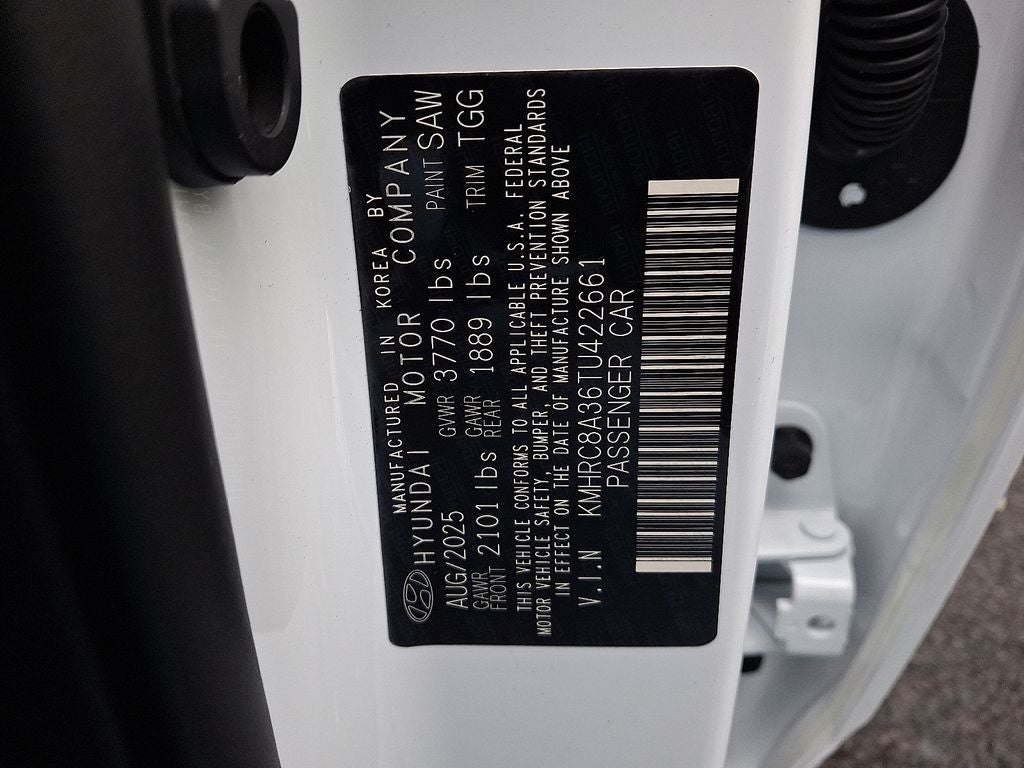 MANUFACTURED IN KOREA BY
HYUNDAI MOTOR COMPANY
AUG/2025 GVWR 3770 lbs PAINT SAW
GAWR FRONT 2101 lbs GAWR REAR 1889 lbs TRIM TGG
THIS VEHICLE CONFORMS TO ALL APPLICABLE U.S.A. FEDERAL
MOTOR VEHICLE SAFETY, BUMPER, AND THEFT PREVENTION STANDARDS
IN EFFECT ON THE DATE OF MANUFACTURE SHOWN ABOVE
V.I.N KMHRC8A36TU422661
PASSENGER CAR